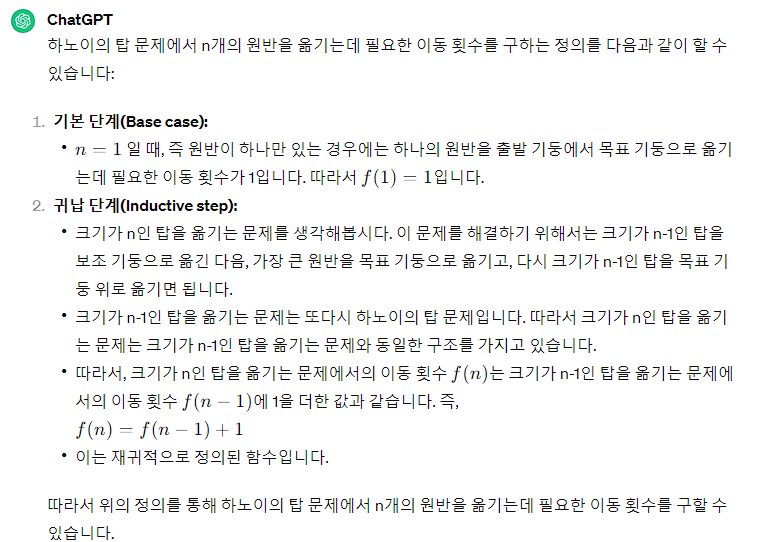 ChatGPT
하노이의 탑 문제에서 n개의 원반을 옮기는데 필요한 이동 횟수를 구하는 정의를 다음과 같이 할 수
있습니다:
1. 기본 단계(Base case):
• n = 1 일 때, 즉 원반이 하나만 있는 경우에는 하나의 원반을 출발 기둥에서 목표 기둥으로 옮기
는데 필요한 이동 횟수가 1입니다. 따라서 f(1) = 1입니다.
2. 귀납 단계(Inductive step):
• 크기가 n인 탑을 옮기는 문제를 생각해봅시다. 이 문제를 해결하기 위해서는 크기가 n-1인 탑을
보조 기둥으로 옮긴 다음, 가장 큰 원반을 목표 기둥으로 옮기고, 다시 크기가 n-1인 탑을 목표 기
둥 위로 옮기면 됩니다.
• 크기가 n-1인 탑을 옮기는 문제는 또다시 하노이의 탑 문제입니다. 따라서 크기가 n인 탑을 옮기
는 문제는 크기가 n-1인 탑을 옮기는 문제와 동일한 구조를 가지고 있습니다.
• 따라서, 크기가 n인 탑을 옮기는 문제에서의 이동 횟수 f(n)는 크기가 n-1인 탑을 옮기는 문제에
서의 이동 횟수 f(n − 1)에 1을 더한 값과 같습니다. 즉,
f(n) = f(n − 1) + 1
• 이는 재귀적으로 정의된 함수입니다.
따라서 위의 정의를 통해 하노이의 탑 문제에서 n개의 원반을 옮기는데 필요한 이동 횟수를 구할 수
있습니다.